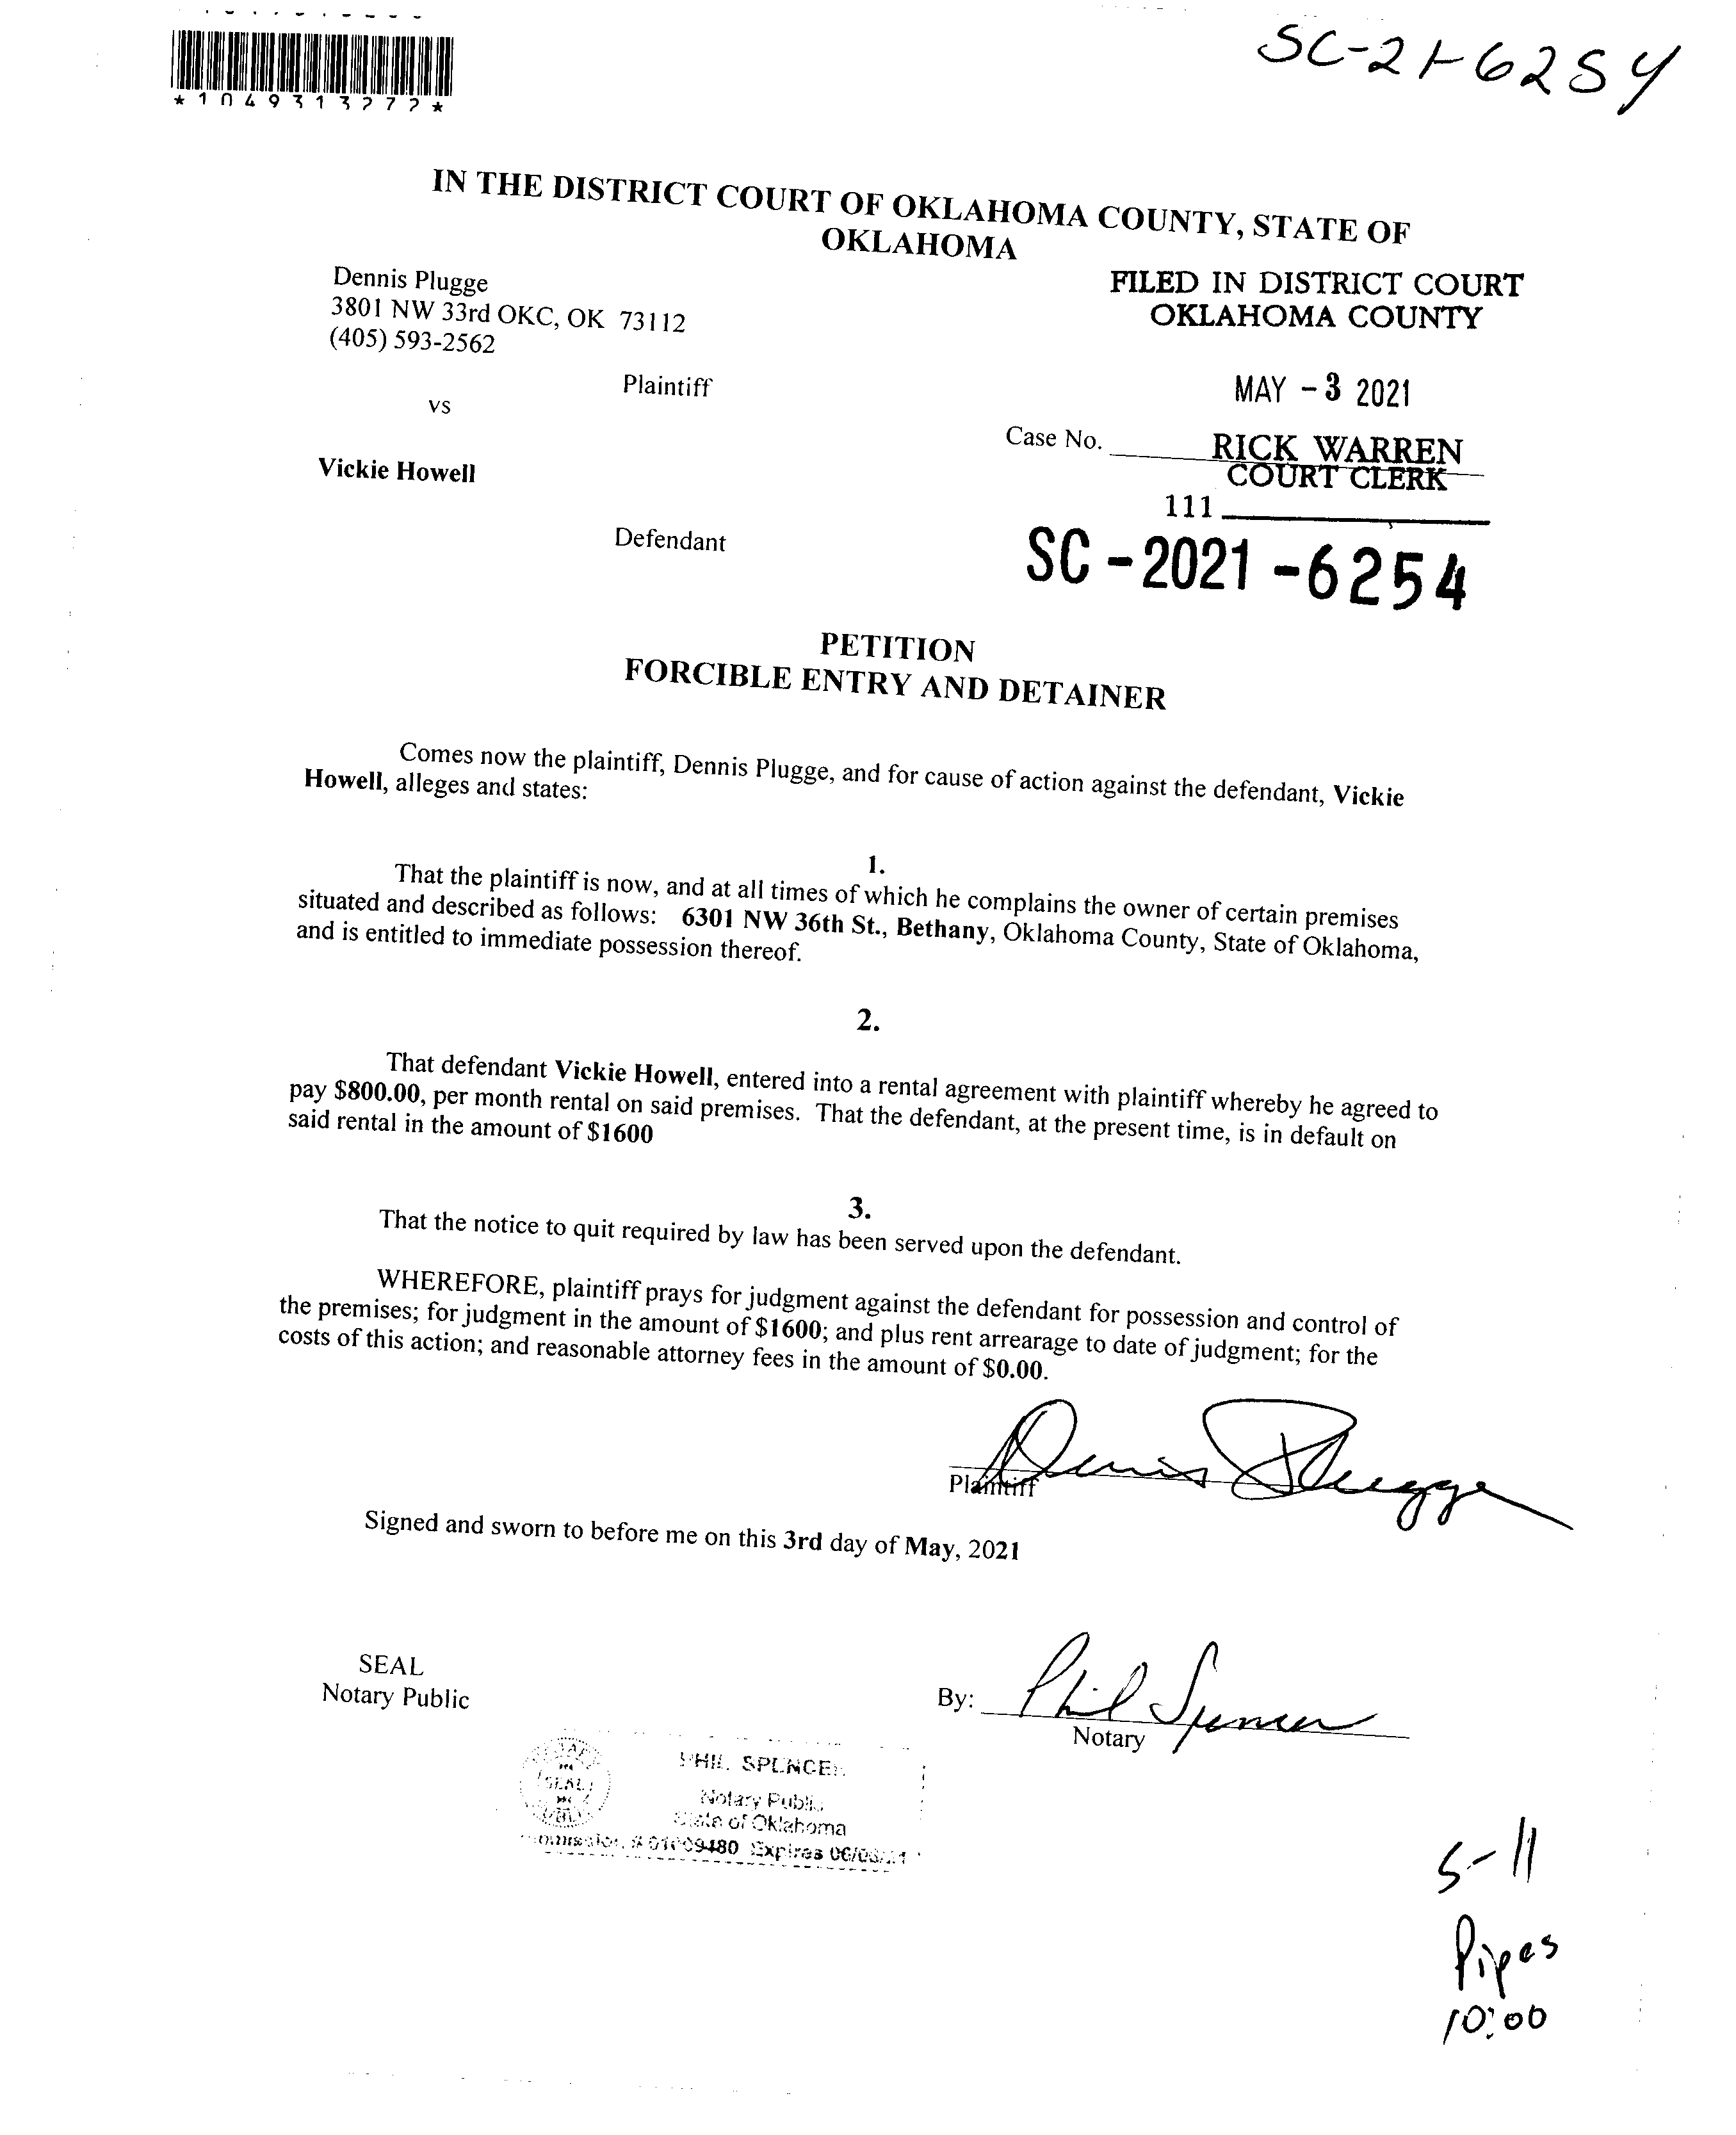 *1049313272*
SC-21-6254
IN THE DISTRICT COURT OF OKLAHOMA COUNTY, STATE OF
OKLAHOMA
Dennis Plugge
3801 NW 33rd OKC, OK 73112
(405) 593-2562
Plaintiff
vs
Vickie Howell
Defendant
FILED IN DISTRICT COURT
OKLAHOMA COUNTY
MAY - 3 2021
Case No.
RICK WARREN
COURT CLERK
111
SC - 2021 - 6254
PETITION
FORCIBLE ENTRY AND DETAINER
Comes now the plaintiff, Dennis Plugge, and for cause of action against the defendant, Vickie
Howell, alleges and states:
1.
That the plaintiff is now, and at all times of which he complains the owner of certain premises
situated and described as follows: 6301 NW 36th St., Bethany, Oklahoma County, State of Oklahoma,
and is entitled to immediate possession thereof.
2.
That defendant Vickie Howell, entered into a rental agreement with plaintiff whereby he agreed to
pay $800.00, per month rental on said premises. That the defendant, at the present time, is in default on
said rental in the amount of $1600
3.
That the notice to quit required by law has been served upon the defendant.
WHEREFORE, plaintiff prays for judgment against the defendant for possession and control of
the premises; for judgment in the amount of $1600; and plus rent arrearage to date of judgment; for the
costs of this action; and reasonable attorney fees in the amount of $0.00.
Dennis Plugge
Plaintiff
Signed and sworn to before me on this 3rd day of May, 2021
SEAL
Notary Public
By: Phil Spencer
Notary
SEAL
PHIL SPENCER
Notary Public
State of Oklahoma
Commission # 01009480 Expires
5-11
Pipes
10:00